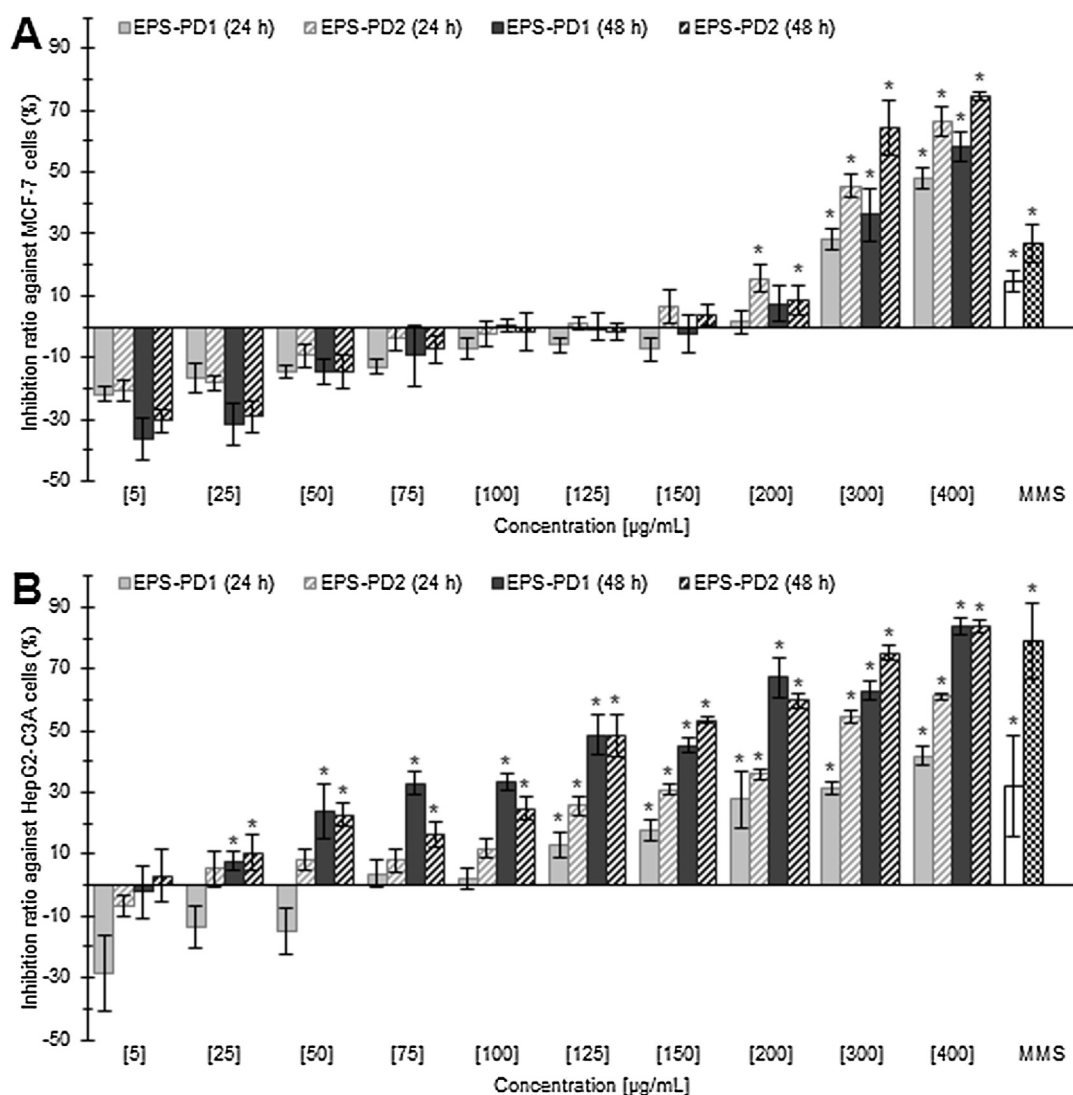 A
EPS-PD1 (24 h) EPS-PD2 (24 h) EPS-PD1 (48 h) EPS-PD2 (48 h)
Inhibition ratio against MCF-7 cells (%)
90
70
50
30
10
-10
-30
-50
* * * * * * * * * * * *
[5] [25] [50] [75] [100] [125] [150] [200] [300] [400] MMS
Concentration [µg/mL]
B
EPS-PD1 (24 h) EPS-PD2 (24 h) EPS-PD1 (48 h) EPS-PD2 (48 h)
Inhibition ratio against HepG2-C3A cells (%)
90
70
50
30
10
-10
-30
-50
* * * * * * * * * * * * * * * * * * * * * * * * * * * * * *
[5] [25] [50] [75] [100] [125] [150] [200] [300] [400] MMS
Concentration [µg/mL]